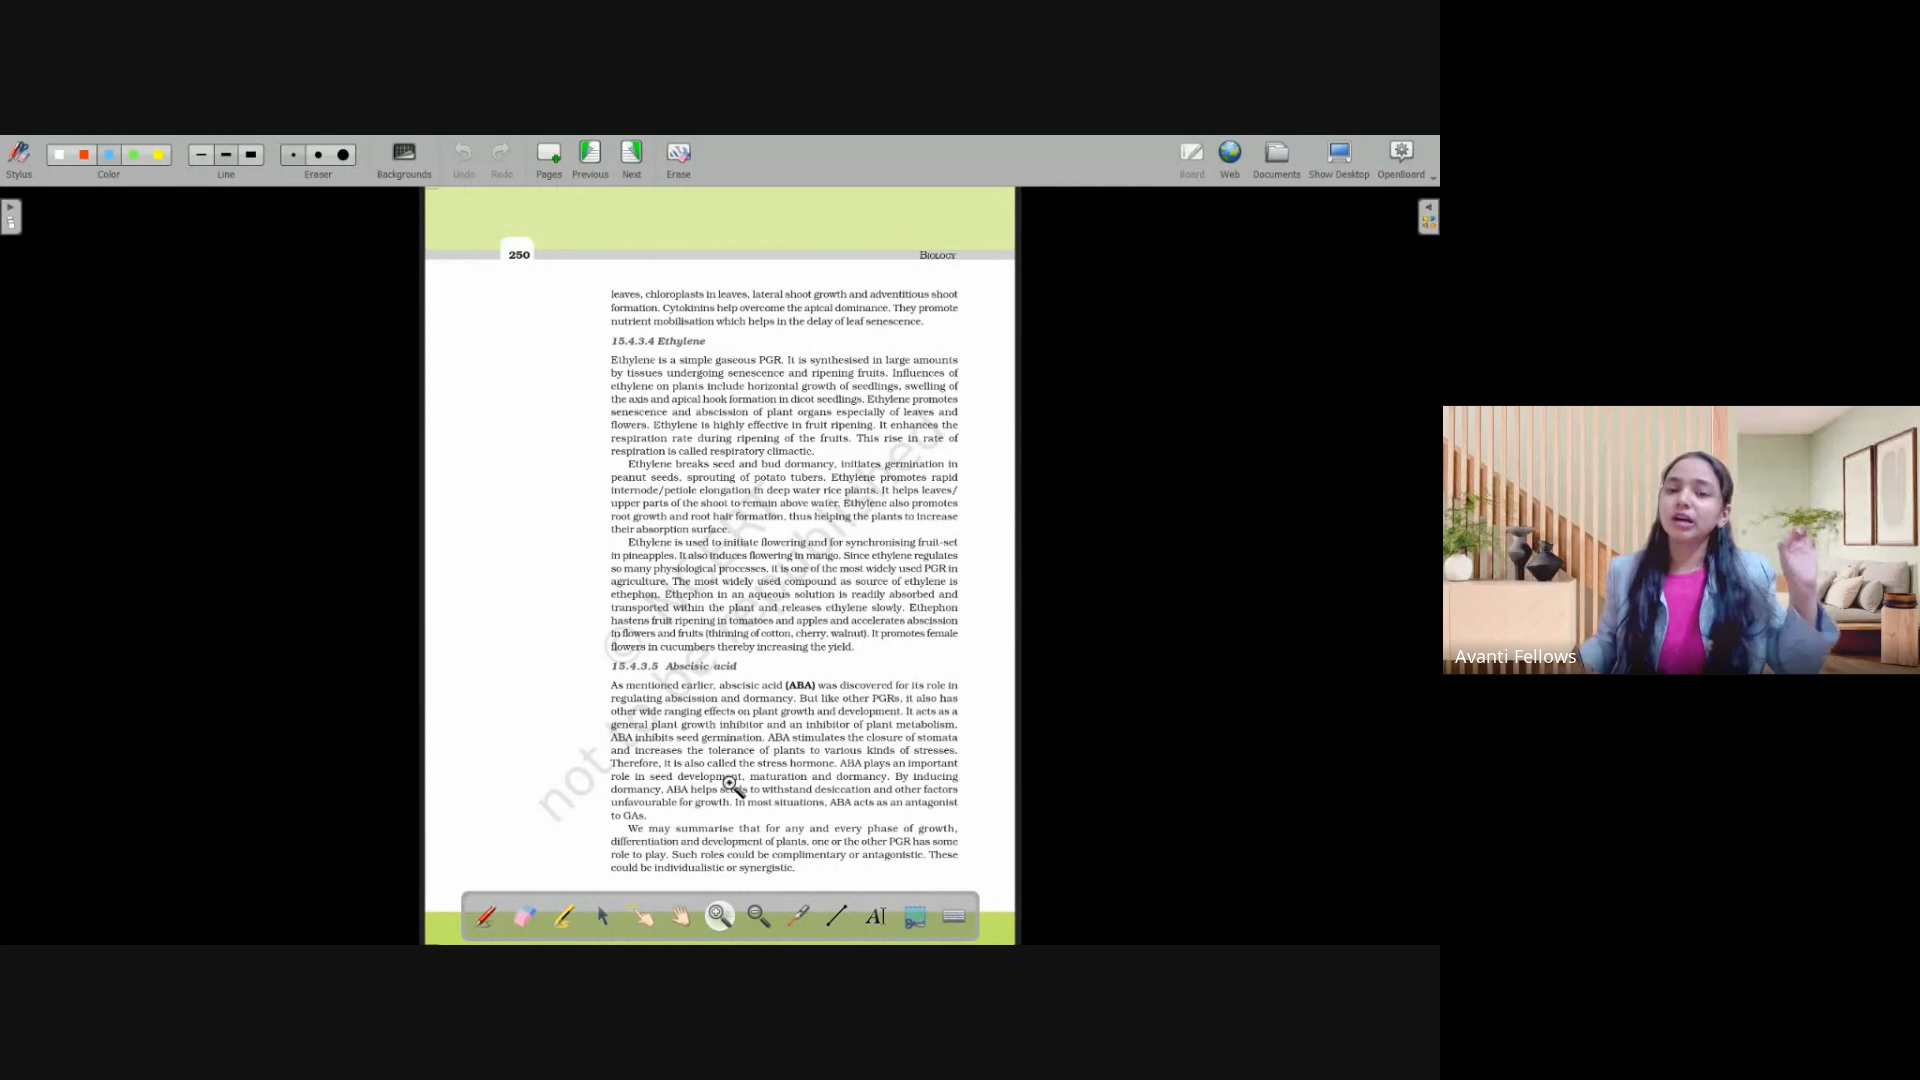 Stylus
Color
Line
Eraser
Backgrounds
Undo
Redo
Pages
Previous
Next
Erase
Board
Web
Documents
Show Desktop
OpenBoard
250
BIOLOGY
leaves, chloroplasts in leaves, lateral shoot growth and adventitious shoot
formation. Cytokinins help overcome the apical dominance. They promote
nutrient mobilisation which helps in the delay of leaf senescence.
15.4.3.4 Ethylene
Ethylene is a simple gaseous PGR. It is synthesised in large amounts
by tissues undergoing senescence and ripening fruits. Influences of
ethylene on plants include horizontal growth of seedlings, swelling of
the axis and apical hook formation in dicot seedlings. Ethylene promotes
senescence and abscission of plant organs especially of leaves and
flowers. Ethylene is highly effective in fruit ripening. It enhances the
respiration rate during ripening of the fruits. This rise in rate of
respiration is called respiratory climactic.
Ethylene breaks seed and bud dormancy, initiates germination in
peanut seeds, sprouting of potato tubers. Ethylene promotes rapid
internode/petiole elongation in deep water rice plants. It helps leaves/
upper parts of the shoot to remain above water. Ethylene also promotes
root growth and root hair formation, thus helping the plants to increase
their absorption surface.
Ethylene is used to initiate flowering and for synchronising fruit-set
in pineapples. It also induces flowering in mango. Since ethylene regulates
so many physiological processes, it is one of the most widely used PGR in
agriculture. The most widely used compound as source of ethylene is
ethephon. Ethephon in an aqueous solution is readily absorbed and
transported within the plant and releases ethylene slowly. Ethephon
hastens fruit ripening in tomatoes and apples and accelerates abscission
in flowers and fruits (thinning of cotton, cherry, walnut). It promotes female
flowers in cucumbers thereby increasing the yield.
15.4.3.5 Abscisic acid
As mentioned earlier, abscisic acid (ABA) was discovered for its role in
regulating abscission and dormancy. But like other PGRs, it also has
other wide ranging effects on plant growth and development. It acts as a
general plant growth inhibitor and an inhibitor of plant metabolism.
ABA inhibits seed germination. ABA stimulates the closure of stomata
and increases the tolerance of plants to various kinds of stresses.
Therefore, it is also called the stress hormone. ABA plays an important
role in seed development, maturation and dormancy. By inducing
dormancy, ABA helps seeds to withstand desiccation and other factors
unfavourable for growth. In most situations, ABA acts as an antagonist
to GAs.
We may summarise that for any and every phase of growth,
differentiation and development of plants, one or the other PGR has some
role to play. Such roles could be complimentary or antagonistic. These
could be individualistic or synergistic.
© NCERT
not to be republished
Avanti Fellows